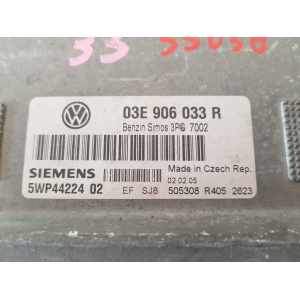 33 55056
03E 906 033 R
Benzin Simos 3PG 7002
SIEMENS
Made in Czech Rep.
02.02.05
5WP44224 02
EF SJ8 505308 R405 2623